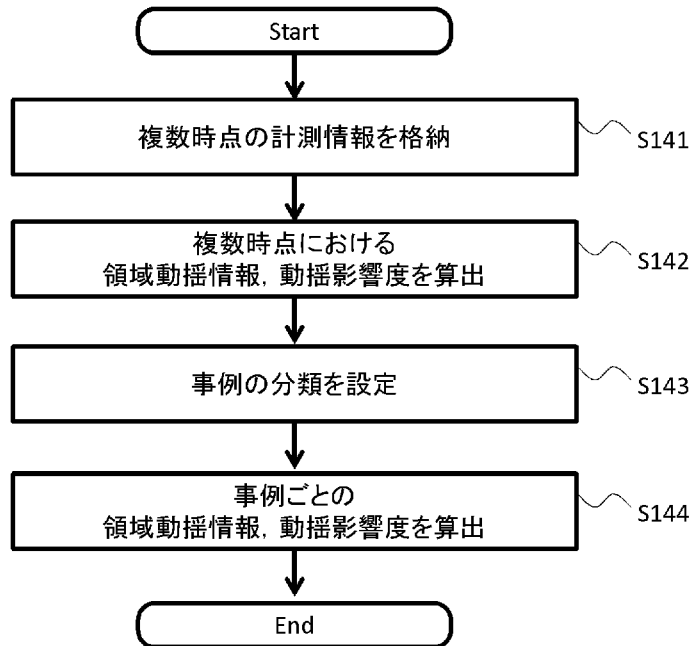 Start
複数時点の計測情報を格納
S141
複数時点における
領域動揺情報，動揺影響度を算出
S142
事例の分類を設定
S143
事例ごとの
領域動揺情報，動揺影響度を算出
S144
End